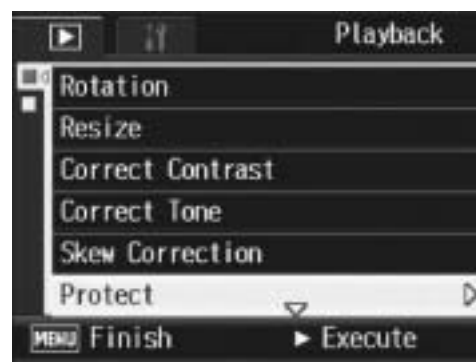 Playback
Rotation
Resize
Correct Contrast
Correct Tone
Skew Correction
Protect
MENU Finish
Execute